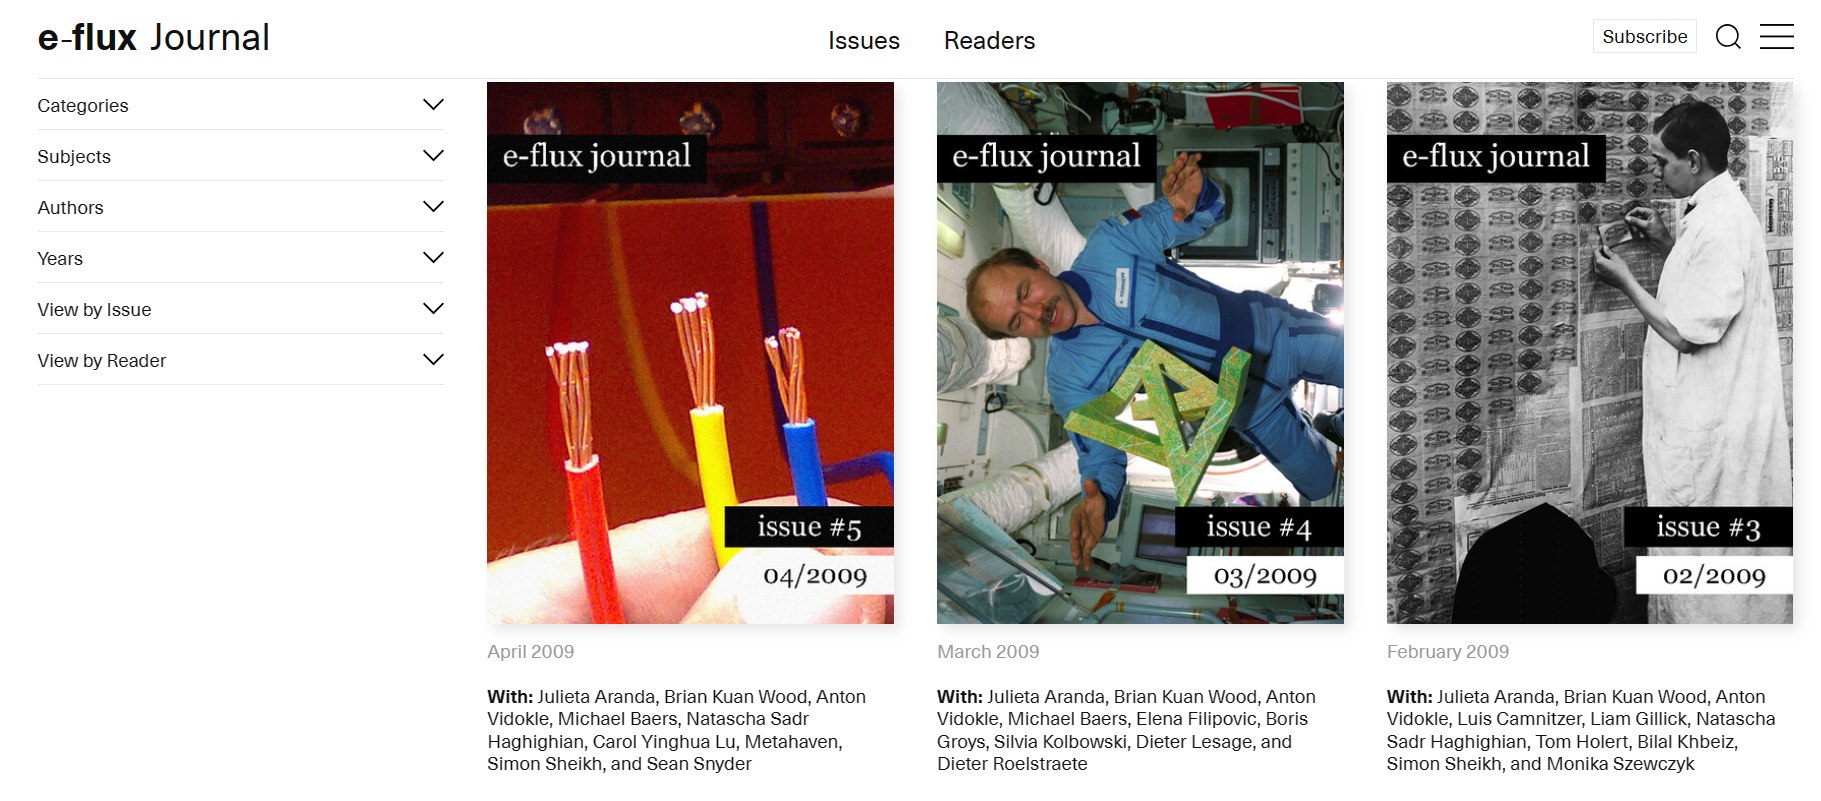 e-flux Journal
Issues
Readers
Subscribe
Categories
Subjects
Authors
Years
View by Issue
View by Reader
e-flux journal
issue #5
04/2009
April 2009
With: Julieta Aranda, Brian Kuan Wood, Anton
Vidokle, Michael Baers, Natascha Sadr
Haghighian, Carol Yinghua Lu, Metahaven,
Simon Sheikh, and Sean Snyder
e-flux journal
issue #4
03/2009
March 2009
With: Julieta Aranda, Brian Kuan Wood, Anton
Vidokle, Michael Baers, Elena Filipovic, Boris
Groys, Silvia Kolbowski, Dieter Lesage, and
Dieter Roelstraete
e-flux journal
issue #3
02/2009
February 2009
With: Julieta Aranda, Brian Kuan Wood, Anton
Vidokle, Luis Camnitzer, Liam Gillick, Natascha
Sadr Haghighian, Tom Holert, Bilal Khbeiz,
Simon Sheikh, and Monika Szewczyk